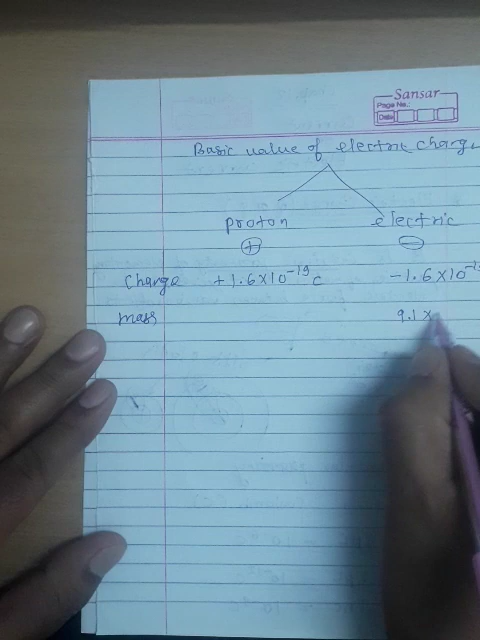 Sansar
Page No.:
Date
Basic value of electric charge
proton electric
+ −
Charge +1.6×10⁻¹⁹ c −1.6×10⁻¹
mass 9.1×